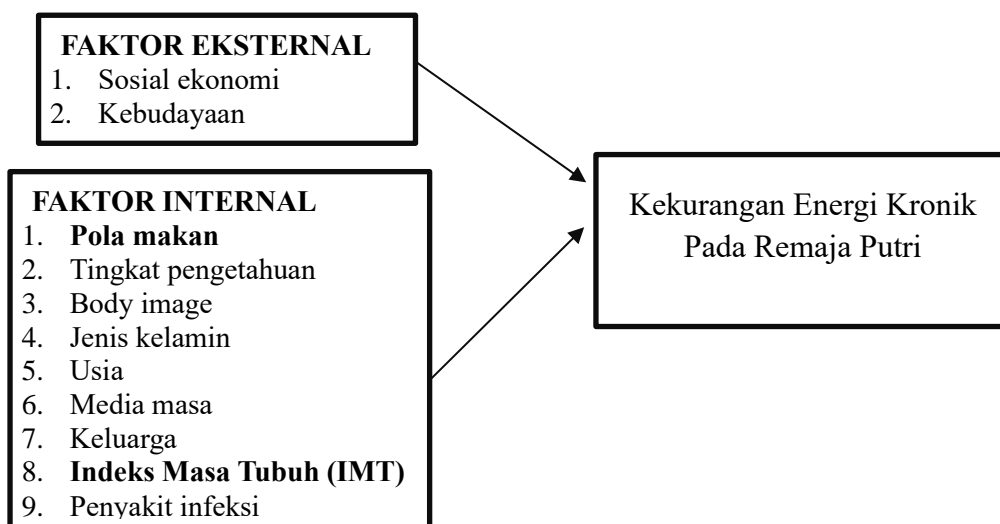 FAKTOR EKSTERNAL
1. Sosial ekonomi
2. Kebudayaan
FAKTOR INTERNAL
1. Pola makan
2. Tingkat pengetahuan
3. Body image
4. Jenis kelamin
5. Usia
6. Media masa
7. Keluarga
8. Indeks Masa Tubuh (IMT)
9. Penyakit infeksi
Kekurangan Energi Kronik
Pada Remaja Putri